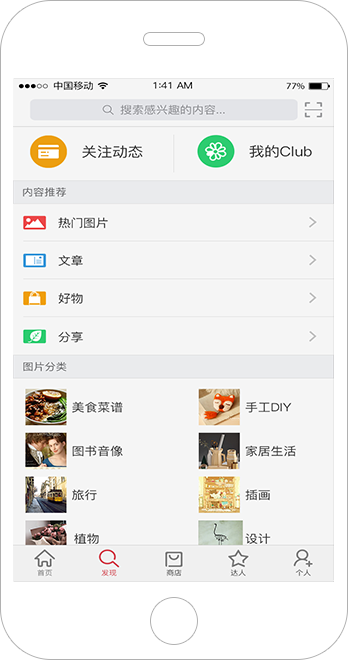 中国移动 1:41 AM 77%
搜索感兴趣的内容...
关注动态 我的Club
内容推荐
热门图片
文章
好物
分享
图片分类
美食菜谱 手工DIY
图书音像 家居生活
旅行 插画
植物 设计
首页 发现 商店 达人 个人